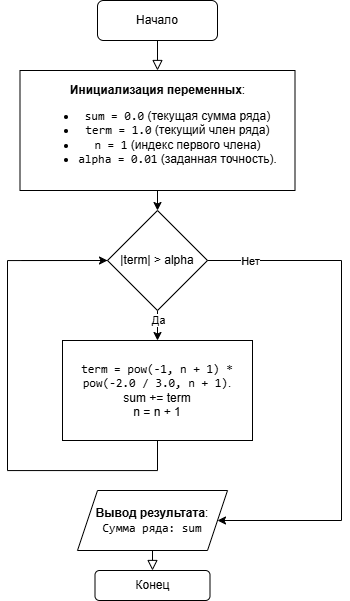 Начало
Инициализация переменных:
• sum = 0.0 (текущая сумма ряда)
• term = 1.0 (текущий член ряда)
• n = 1 (индекс первого члена)
• alpha = 0.01 (заданная точность).
|term| > alpha
Нет
Да
term = pow(-1, n + 1) *
pow(-2.0 / 3.0, n + 1).
sum += term
n = n + 1
Вывод результата:
Сумма ряда: sum
Конец